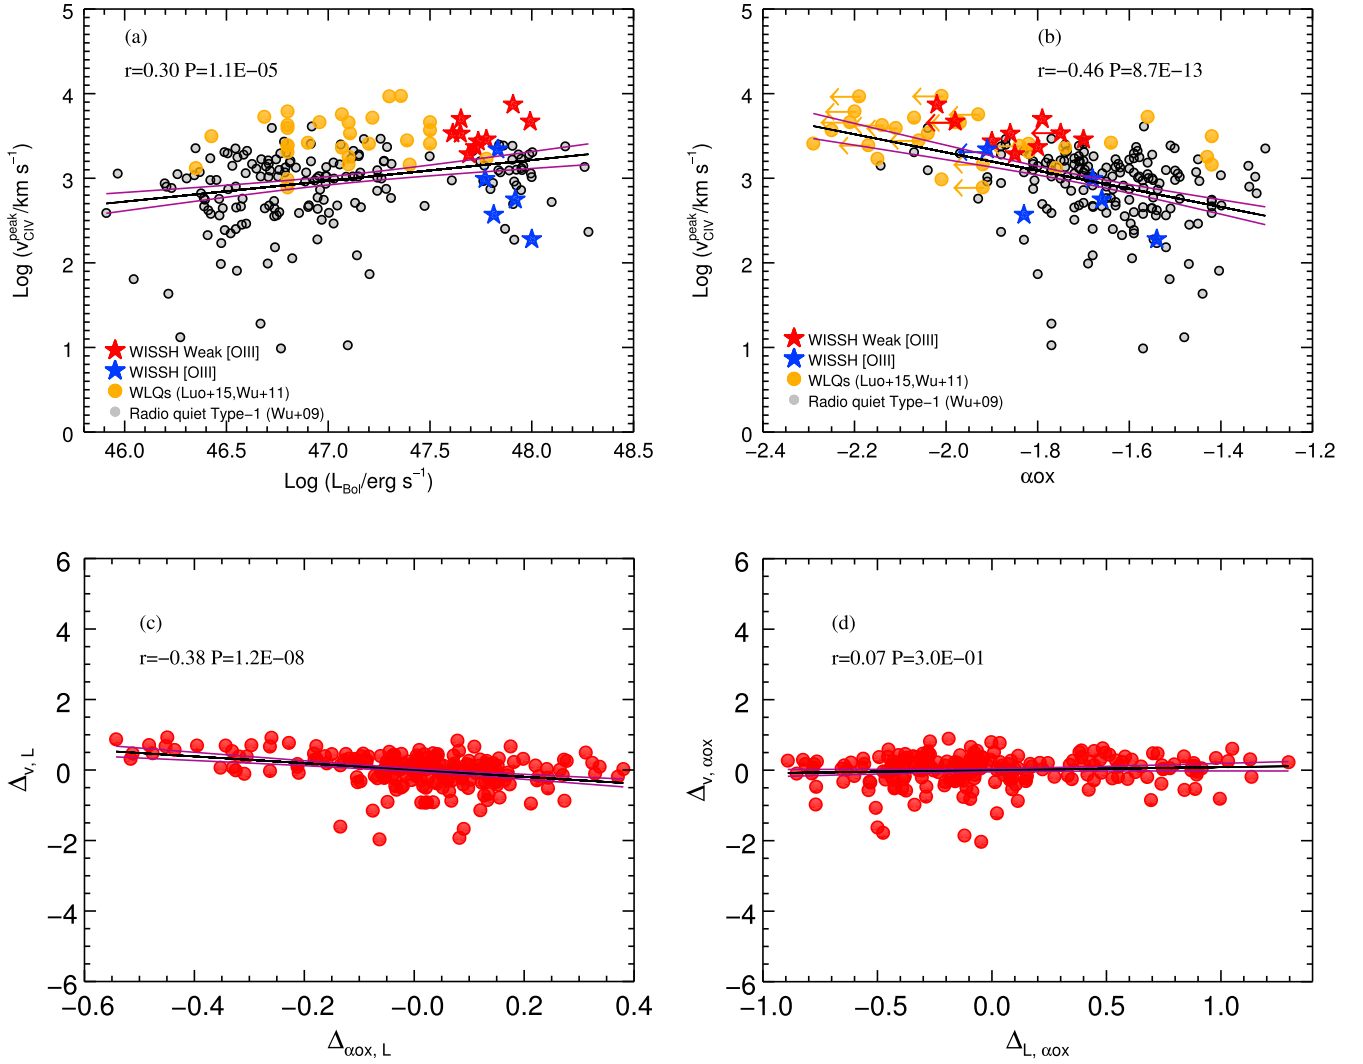 (a)
r=0.30 P=1.1E−05
5
4
3
2
1
0
Log (v_CIV^peak/km s^−1)
WISSH Weak [OIII]
WISSH [OIII]
WLQs (Luo+15,Wu+11)
Radio quiet Type−1 (Wu+09)
46.0 46.5 47.0 47.5 48.0 48.5
Log (L_Bol/erg s^−1)
(b)
r=−0.46 P=8.7E−13
5
4
3
2
1
0
Log (v_CIV^peak/km s^−1)
WISSH Weak [OIII]
WISSH [OIII]
WLQs (Luo+15,Wu+11)
Radio quiet Type−1 (Wu+09)
−2.4 −2.2 −2.0 −1.8 −1.6 −1.4 −1.2
αox
(c)
r=−0.38 P=1.2E−08
6
4
2
0
−2
−4
−6
Δ_v, L
−0.6 −0.4 −0.2 −0.0 0.2 0.4
Δ_αox, L
(d)
r=0.07 P=3.0E−01
6
4
2
0
−2
−4
−6
Δ_v, αox
−1.0 −0.5 0.0 0.5 1.0
Δ_L, αox